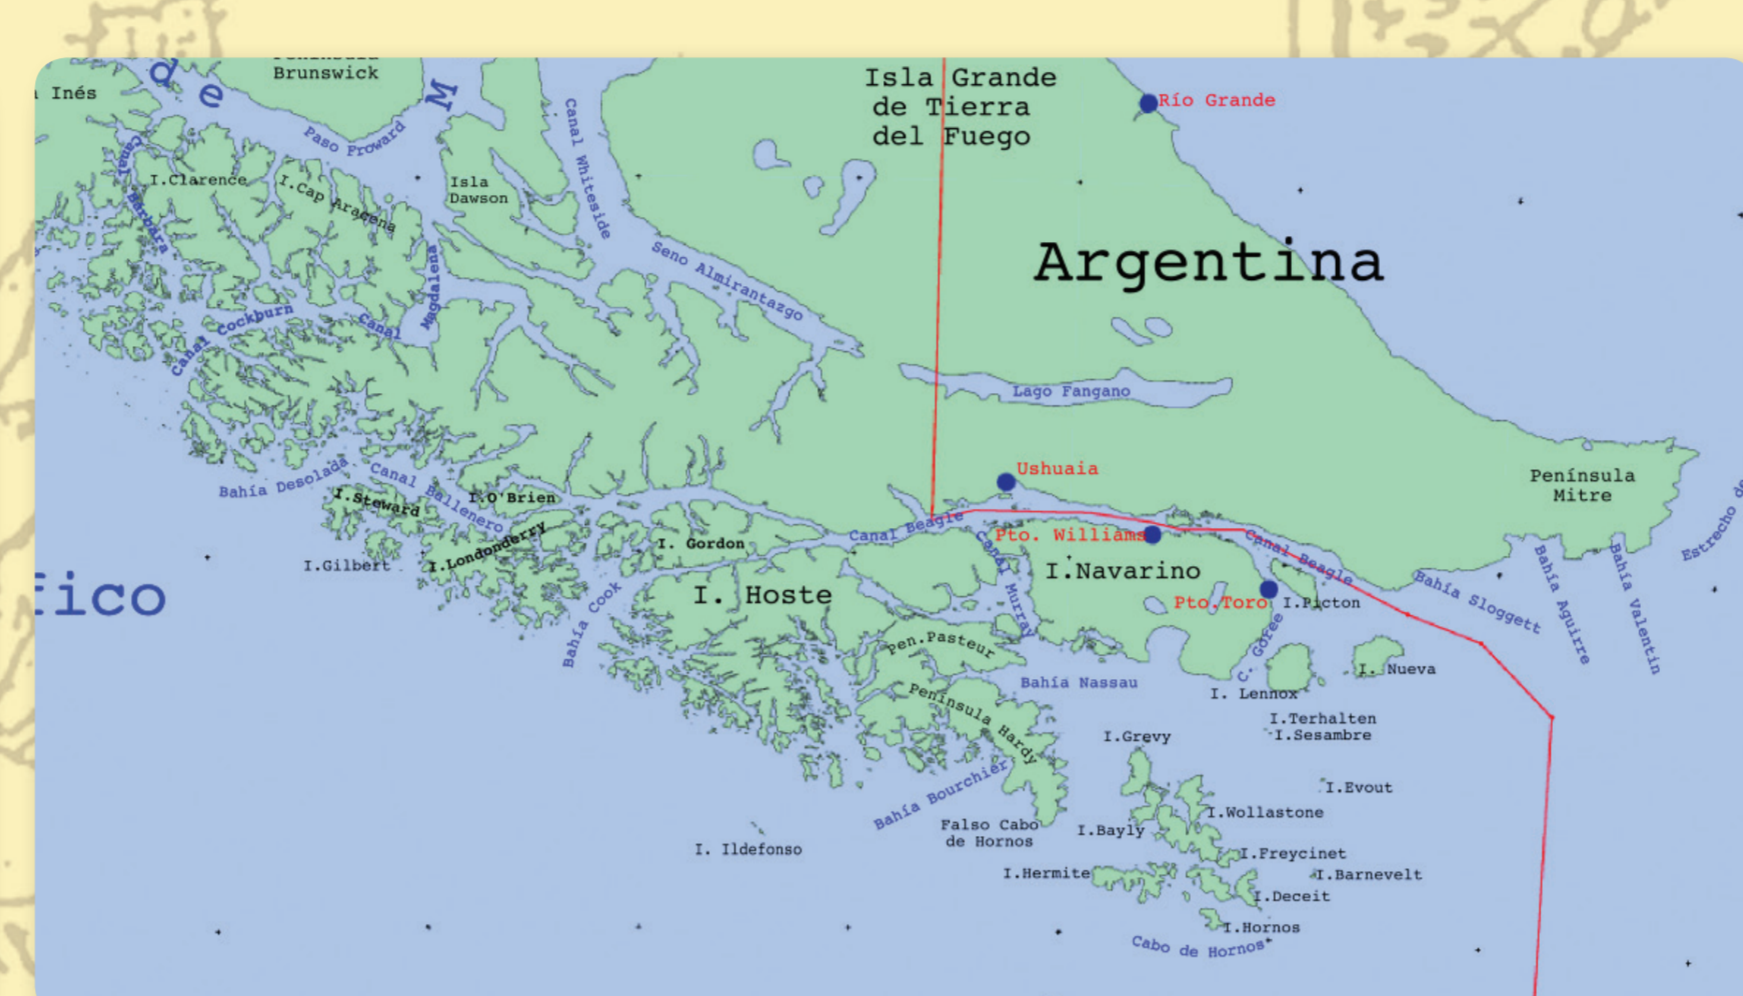 Brunswick
Inés
d e
M
Isla Grande
de Tierra
del Fuego
Río Grande
Paso Froward
Canal Whiteside
Canal
Barbara
I.Clarence
I.Cap Aracena
Isla
Dawson
Argentina
Seno Almirantazgo
Magdalena
Canal
Canal Cockburn
Lago Fangano
Ushuaia
Península
Mitre
Bahía Desolada
Canal Ballenero
I.Steward
I.O'Brien
Estrecho de
Canal Beagle
Pto. Williams
I.Londonderry
I. Gordon
Canal Beagle
I.Gilbert
Canal Murray
I.Navarino
Bahía Sloggett
Bahía Aguirre
Bahía Valentín
fico
I. Hoste
Pto.Toro
I.Picton
Bahía Cook
Pen.Pasteur
C. Goree
I. Nueva
Bahía Nassau
I. Lennox
Península Hardy
I.Terhalten
I.Sesambre
I.Grevy
Bahía Bourchier
I.Evout
I.Wollastone
Falso Cabo
de Hornos
I.Bayly
I. Ildefonso
I.Freycinet
I.Hermite
I.Barnevelt
I.Deceit
I.Hornos
Cabo de Hornos